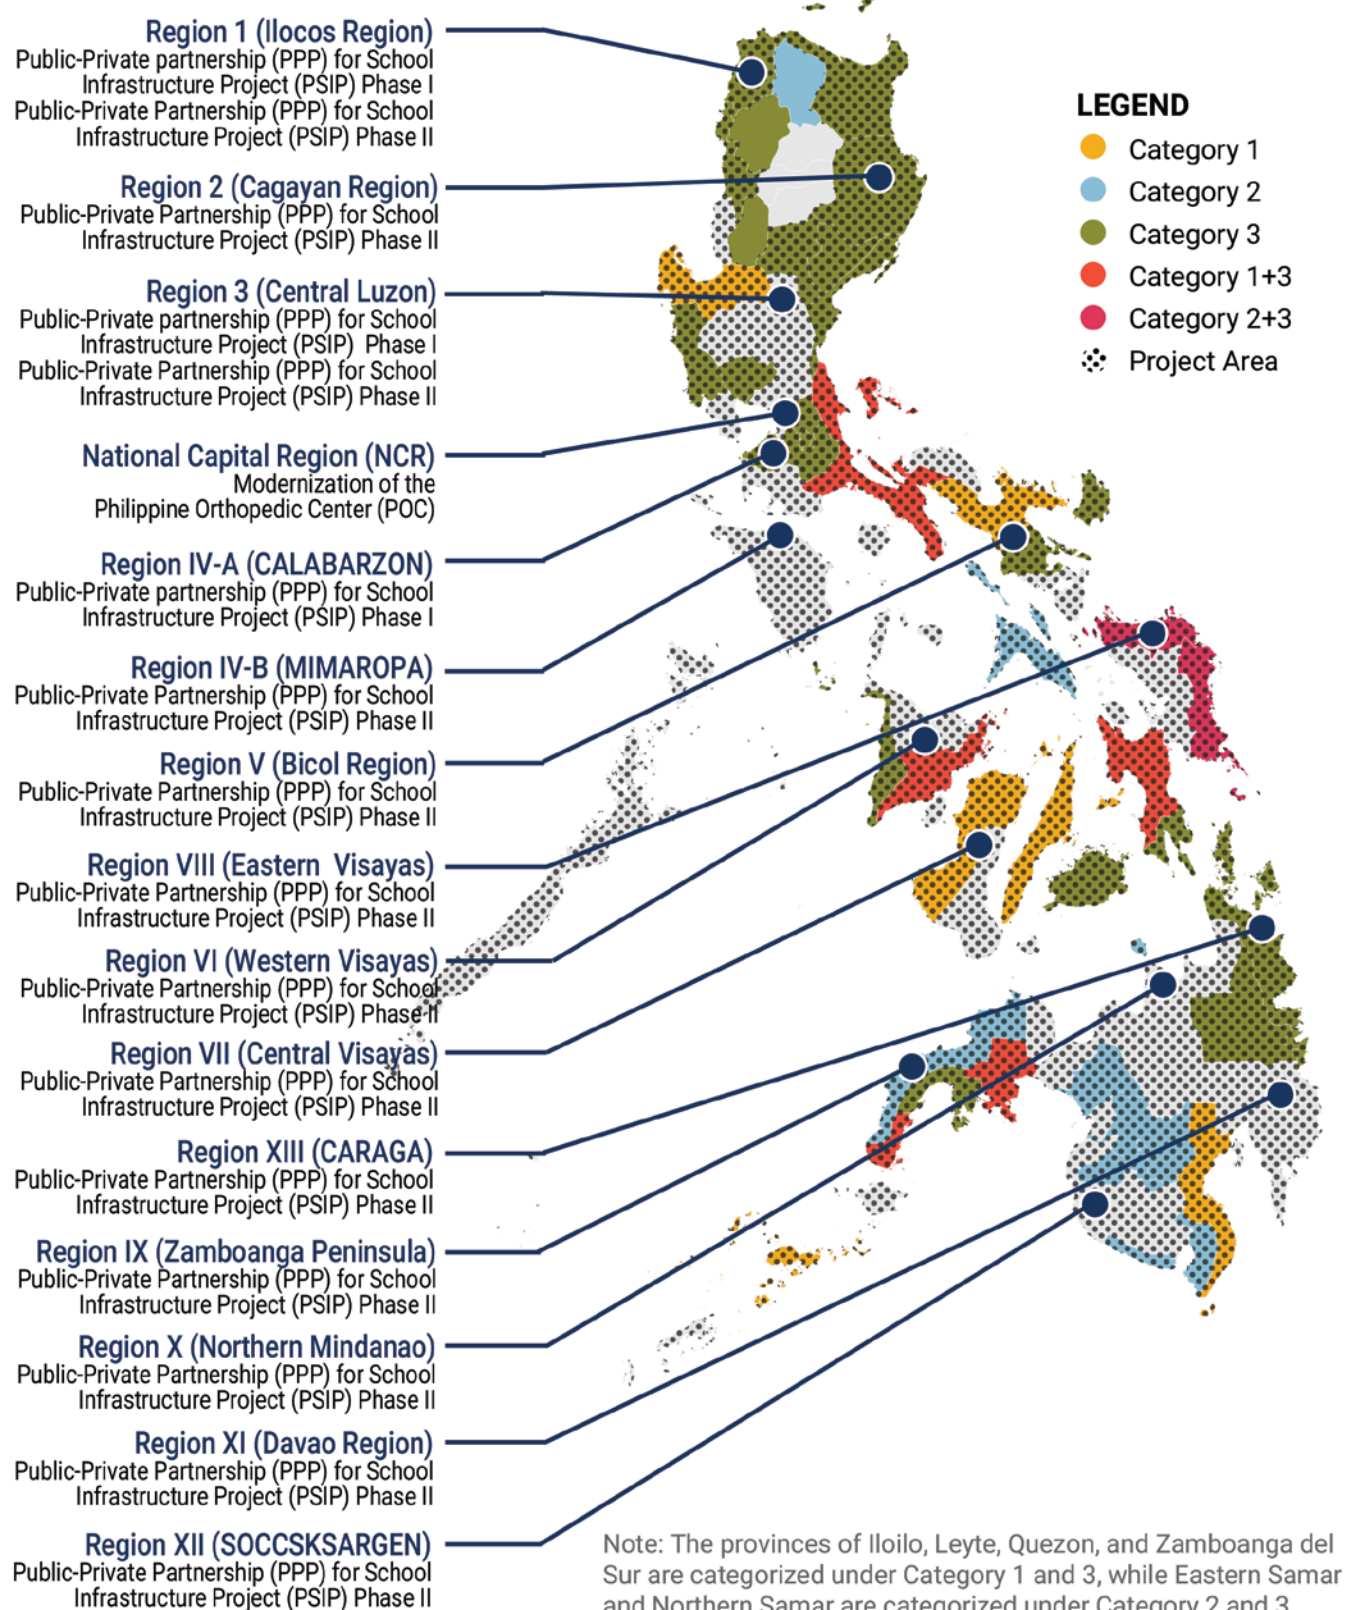 Region 1 (Ilocos Region)
Public-Private partnership (PPP) for School
Infrastructure Project (PSIP) Phase I
Public-Private Partnership (PPP) for School
Infrastructure Project (PSIP) Phase II
Region 2 (Cagayan Region)
Public-Private Partnership (PPP) for School
Infrastructure Project (PSIP) Phase II
Region 3 (Central Luzon)
Public-Private partnership (PPP) for School
Infrastructure Project (PSIP) Phase I
Public-Private Partnership (PPP) for School
Infrastructure Project (PSIP) Phase II
National Capital Region (NCR)
Modernization of the
Philippine Orthopedic Center (POC)
Region IV-A (CALABARZON)
Public-Private partnership (PPP) for School
Infrastructure Project (PSIP) Phase I
Region IV-B (MIMAROPA)
Public-Private Partnership (PPP) for School
Infrastructure Project (PSIP) Phase II
Region V (Bicol Region)
Public-Private Partnership (PPP) for School
Infrastructure Project (PSIP) Phase II
Region VIII (Eastern Visayas)
Public-Private Partnership (PPP) for School
Infrastructure Project (PSIP) Phase II
Region VI (Western Visayas)
Public-Private Partnership (PPP) for School
Infrastructure Project (PSIP) Phase II
Region VII (Central Visayas)
Public-Private Partnership (PPP) for School
Infrastructure Project (PSIP) Phase II
Region XIII (CARAGA)
Public-Private Partnership (PPP) for School
Infrastructure Project (PSIP) Phase II
Region IX (Zamboanga Peninsula)
Public-Private Partnership (PPP) for School
Infrastructure Project (PSIP) Phase II
Region X (Northern Mindanao)
Public-Private Partnership (PPP) for School
Infrastructure Project (PSIP) Phase II
Region XI (Davao Region)
Public-Private Partnership (PPP) for School
Infrastructure Project (PSIP) Phase II
Region XII (SOCCSKSARGEN)
Public-Private Partnership (PPP) for School
Infrastructure Project (PSIP) Phase II
LEGEND
Category 1
Category 2
Category 3
Category 1+3
Category 2+3
Project Area
Note: The provinces of Iloilo, Leyte, Quezon, and Zamboanga del
Sur are categorized under Category 1 and 3, while Eastern Samar
and Northern Samar are categorized under Category 2 and 3